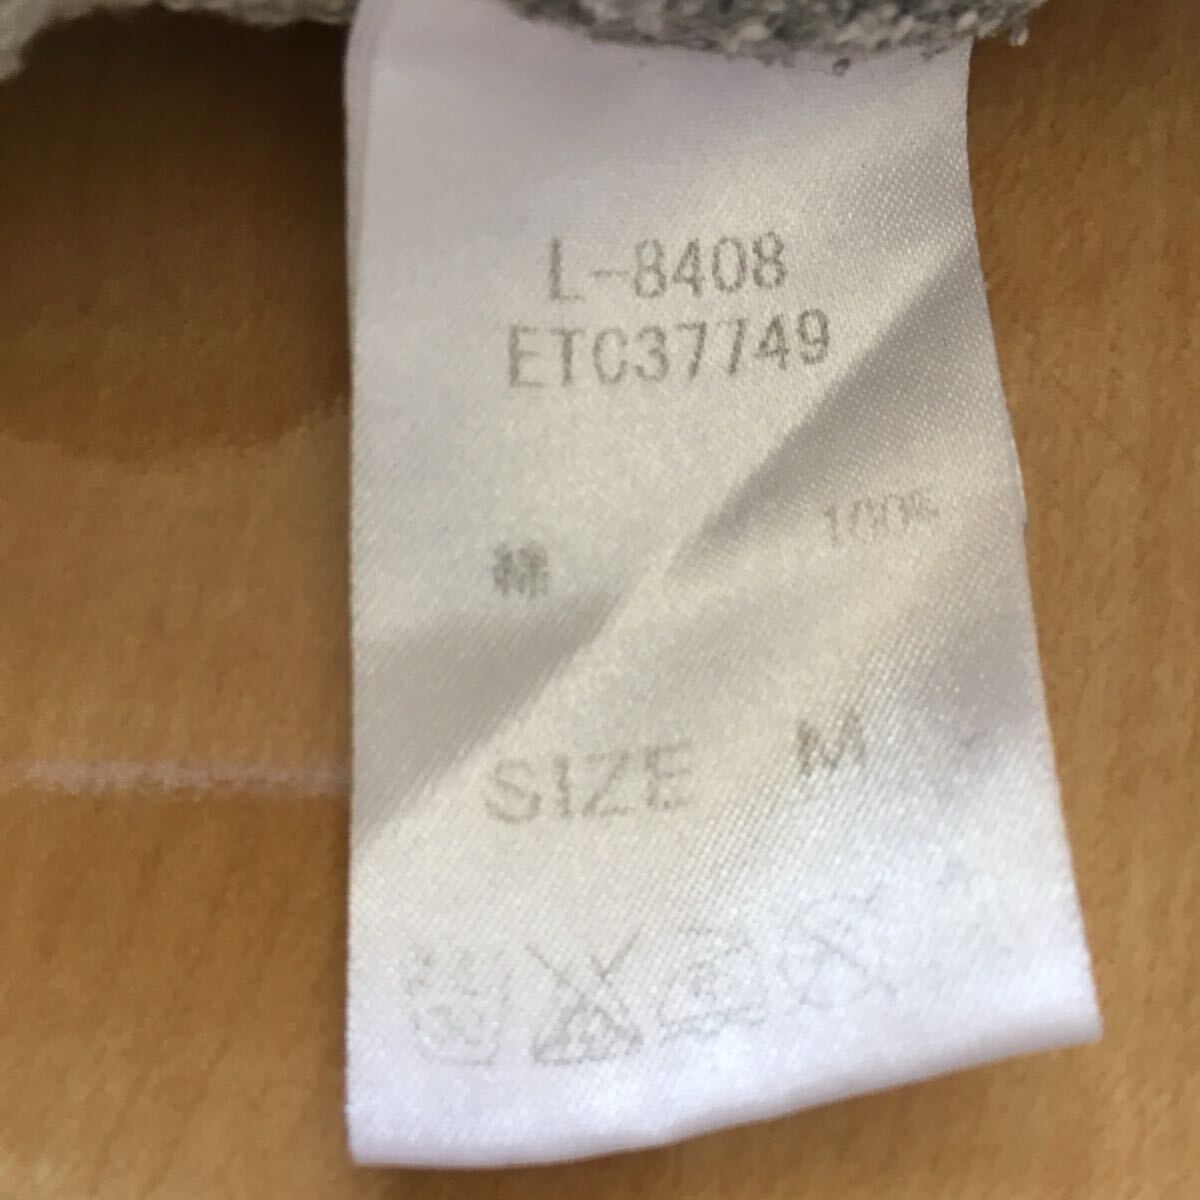 L-8408
ETC37749
綿 100%
SIZE M